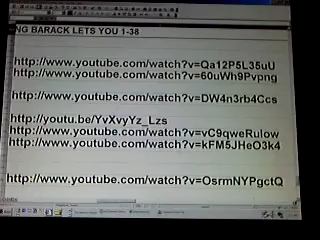 NG BARACK LETS YOU 1-38
http://www.youtube.com/watch?v=Qa12P5L35uU
http://www.youtube.com/watch?v=60uWh9Pvpng
http://www.youtube.com/watch?v=DW4n3rb4Ccs
http://youtu.be/YvXvyYz_Lzs
http://www.youtube.com/watch?v=vC9qweRulow
http://www.youtube.com/watch?v=kFM5JHeO3k4
http://www.youtube.com/watch?v=OsrmNYPgctQ